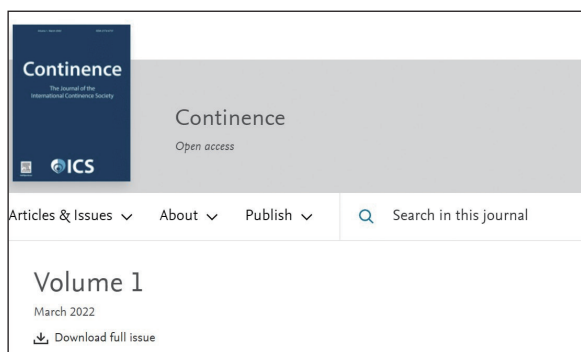 Continence
The Journal of the
International Continence Society
ICS
Continence
Open access
Articles & Issues
About
Publish
Search in this journal
Volume 1
March 2022
Download full issue